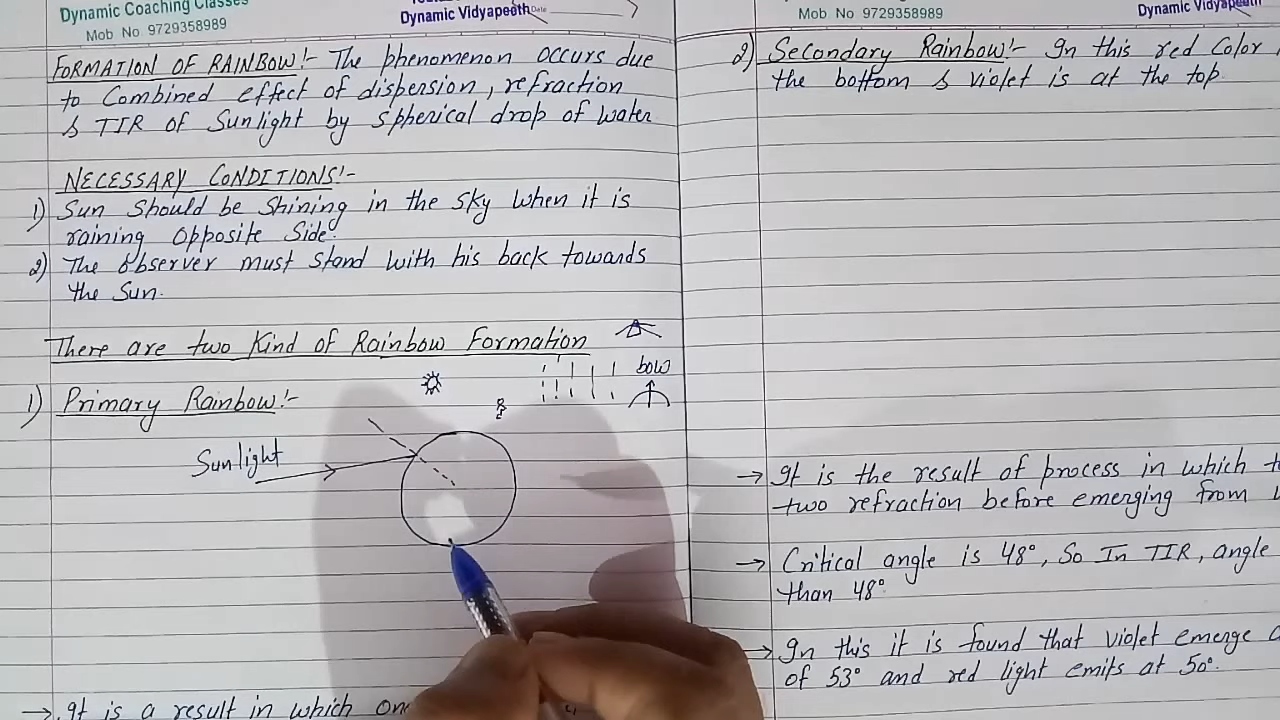 Dynamic Coaching Classes
Mob No 9729358989
Dynamic Vidyapeeth
Date
FORMATION OF RAINBOW!- The phenomenon occurs due
to Combined effect of dispersion, refraction
& TIR of Sunlight by spherical drop of water
NECESSARY CONDITIONS!-
1) Sun should be shining in the sky when it is
raining opposite side.
2) The observer must stand with his back towards
the Sun.
There are two Kind of Rainbow Formation
bow
1) Primary Rainbow!-
Sunlight
→ It is a result in which
Mob No 9729358989
Dynamic Vidyapeeth
2) Secondary Rainbow!- In this red color
the bottom & violet is at the top.
→ It is the result of process in which
two refraction before emerging from
→ Critical angle is 48°, So In TIR, angle
than 48°
→ In this it is found that violet emerge
of 53° and red light emits at 50°.